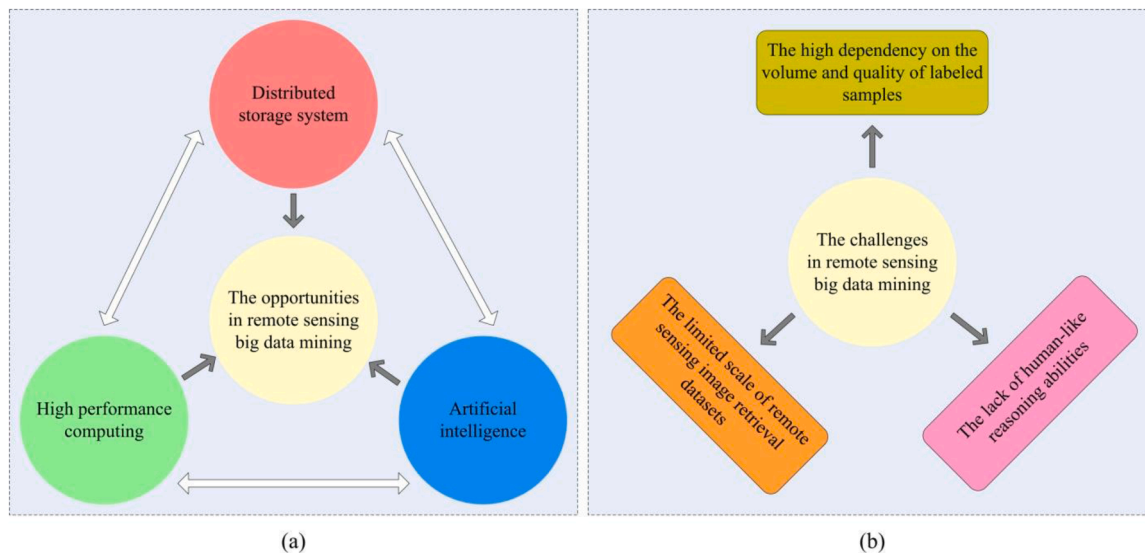 Distributed
storage system
The opportunities
in remote sensing
big data mining
High performance
computing
Artificial
intelligence
(a)
The high dependency on the
volume and quality of labeled
samples
The challenges
in remote sensing
big data mining
The limited scale of remote
sensing image retrieval
datasets
The lack of human-like
reasoning abilities
(b)